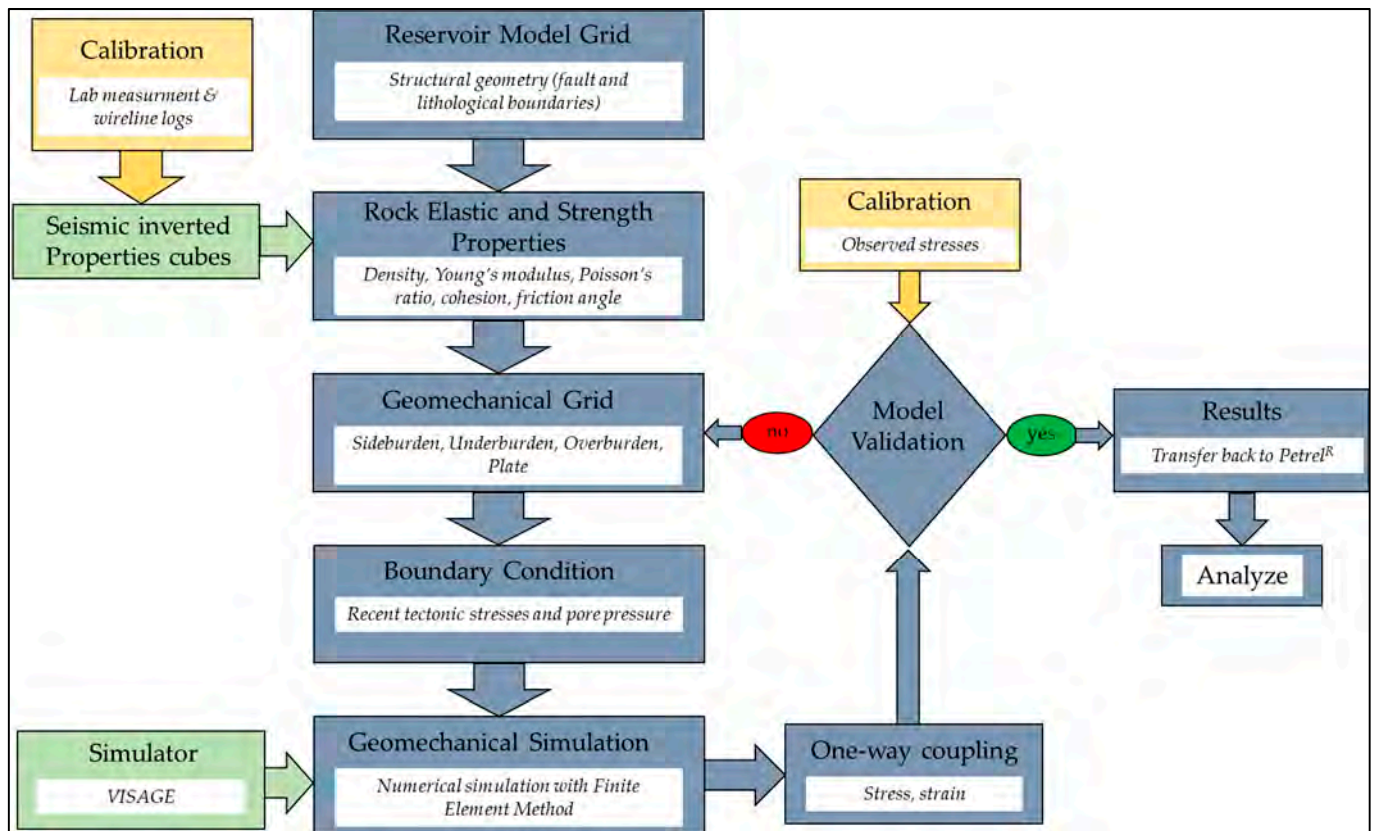 Calibration
Lab measurment &
wireline logs
Seismic inverted
Properties cubes
Reservoir Model Grid
Structural geometry (fault and
lithological boundaries)
Rock Elastic and Strength
Properties
Density, Young's modulus, Poisson's
ratio, cohesion, friction angle
Geomechanical Grid
Sideburden, Underburden, Overburden,
Plate
Boundary Condition
Recent tectonic stresses and pore pressure
Simulator
VISAGE
Geomechanical Simulation
Numerical simulation with Finite
Element Method
One-way coupling
Stress, strain
Calibration
Observed stresses
Model
Validation
no
yes
Results
Transfer back to Petrel^R
Analyze